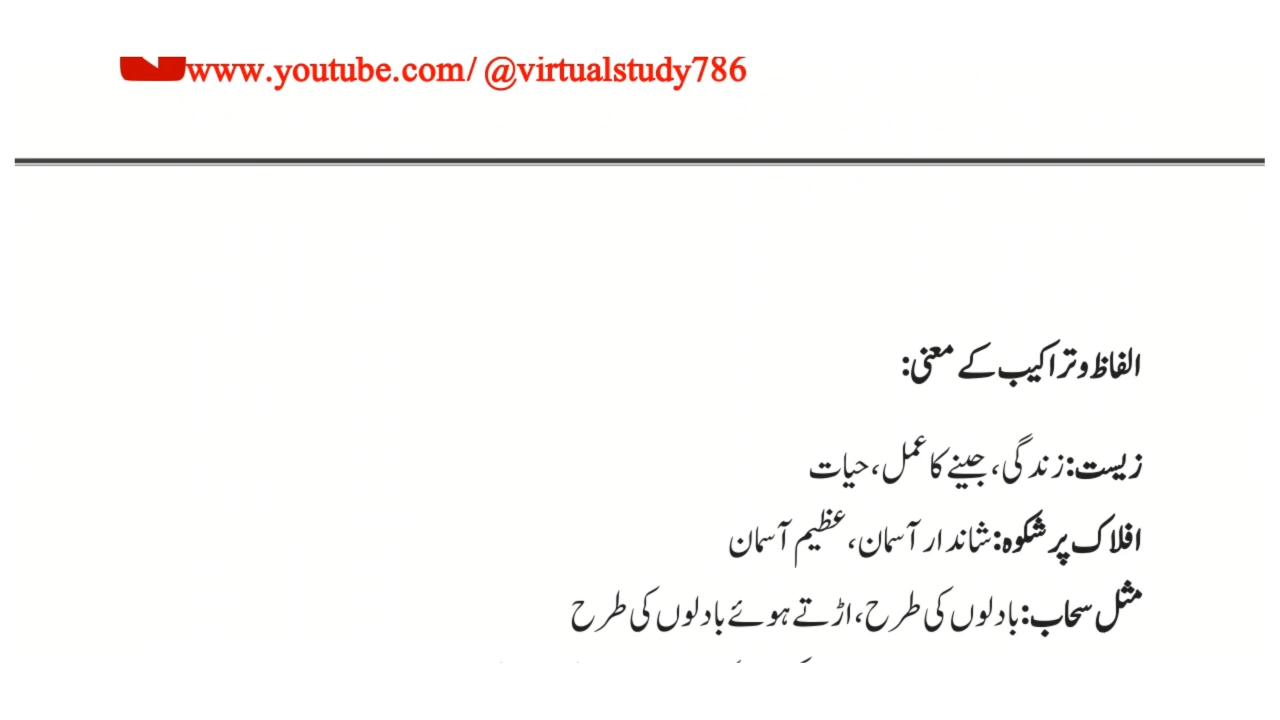 www.youtube.com/ @virtualstudy786
الفاظ و تراکیب کے معنی:
زیست: زندگی، جینے کا عمل، حیات
افلاک پر شکوہ: شاندار آسمان، عظیم آسمان
مثل سحاب: بادلوں کی طرح، اڑتے ہوئے بادلوں کی طرح